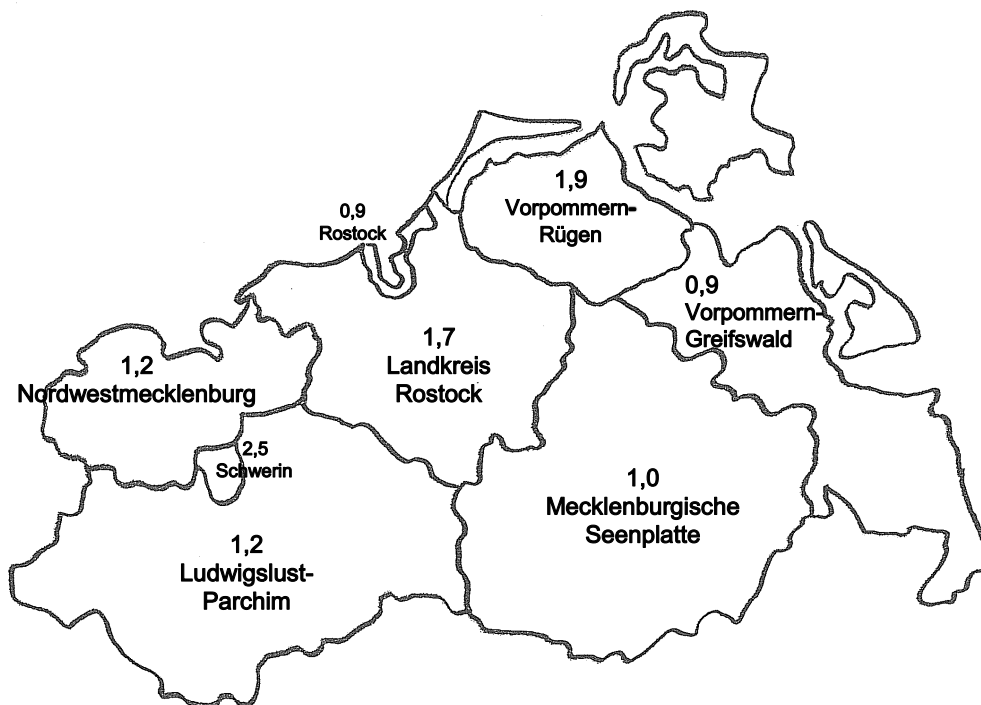 1,9
Vorpommern-
Rügen
0,9
Rostock
0,9
Vorpommern-
Greifswald
1,7
Landkreis
Rostock
1,2
Nordwestmecklenburg
2,5
Schwerin
1,0
Mecklenburgische
Seenplatte
1,2
Ludwigslust-
Parchim